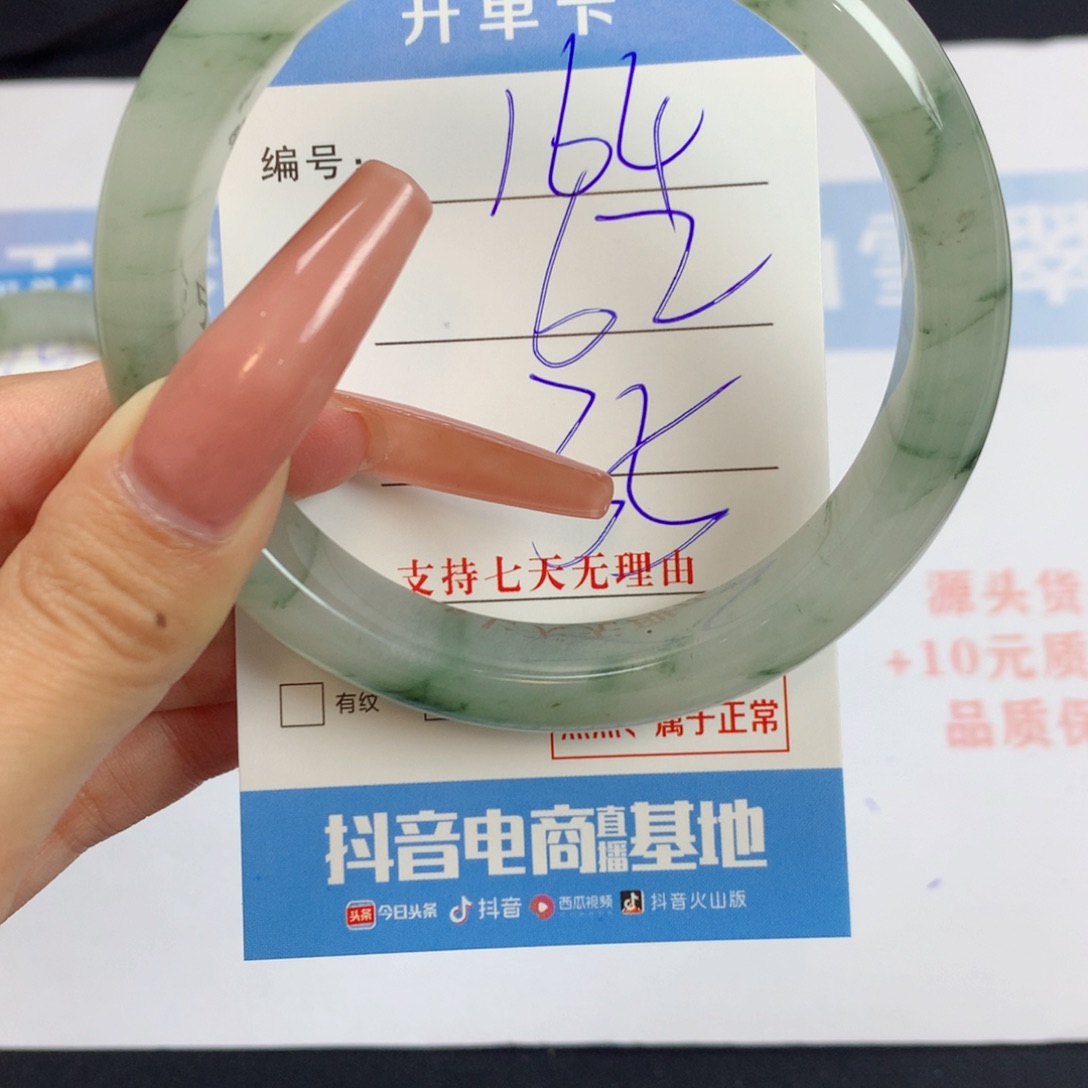 开单卡
编号:
164
62
支持七天无理由
有纹
属于正常
抖音电商直播基地
今日头条 抖音 西瓜视频 抖音火山版
源头货
+10元质
品质保